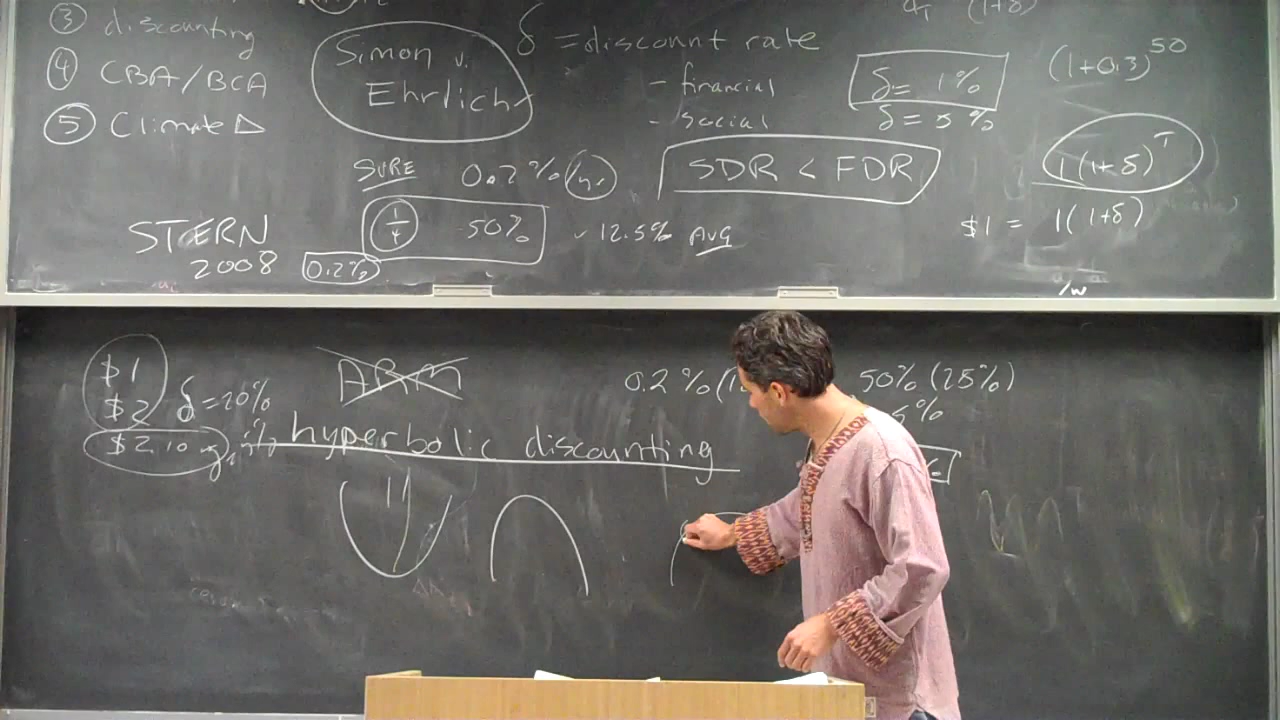 ③ discounting
④ CBA/BCA
⑤ Climate Δ
Simon v.
Ehrlich
δ = discount rate
- financial
- social
δ = 1%
δ = 5%
(1+δ)
(1+0.3)^50
1(1+δ)^T
SURE 0.2%/yr
SDR < FDR
$1 = 1(1+δ)
STERN
2008
0.2%
1/4 50% 12.5% AVG
$1
$2 δ=20%
$2 10
ARM
hyperbolic discounting
0.2%
50% (25%)